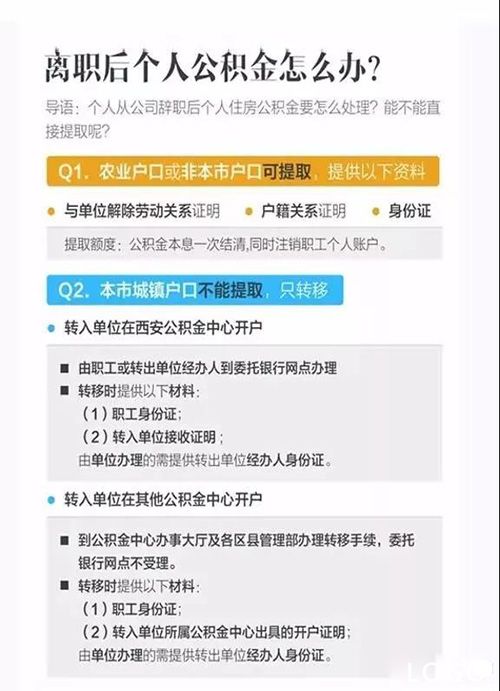 离职后个人公积金怎么办？
导语：个人从公司辞职后个人住房公积金要怎么处理？能不能直
接提取呢？
Q1. 农业户口或非本市户口可提取，提供以下资料
与单位解除劳动关系证明 户籍关系证明 身份证
提取额度：公积金本息一次结清,同时注销职工个人账户。
Q2. 本市城镇户口不能提取，只转移
转入单位在西安公积金中心开户
由职工或转出单位经办人到委托银行网点办理
转移时提供以下材料：
（1）职工身份证；
（2）转入单位接收证明；
由单位办理的需提供转出单位经办人身份证。
转入单位在其他公积金中心开户
到公积金中心办事大厅及各区县管理部办理转移手续，委托
银行网点不受理。
转移时提供以下材料：
（1）职工身份证；
（2）转入单位所属公积金中心出具的开户证明；
由单位办理的需提供转出单位经办人身份证。